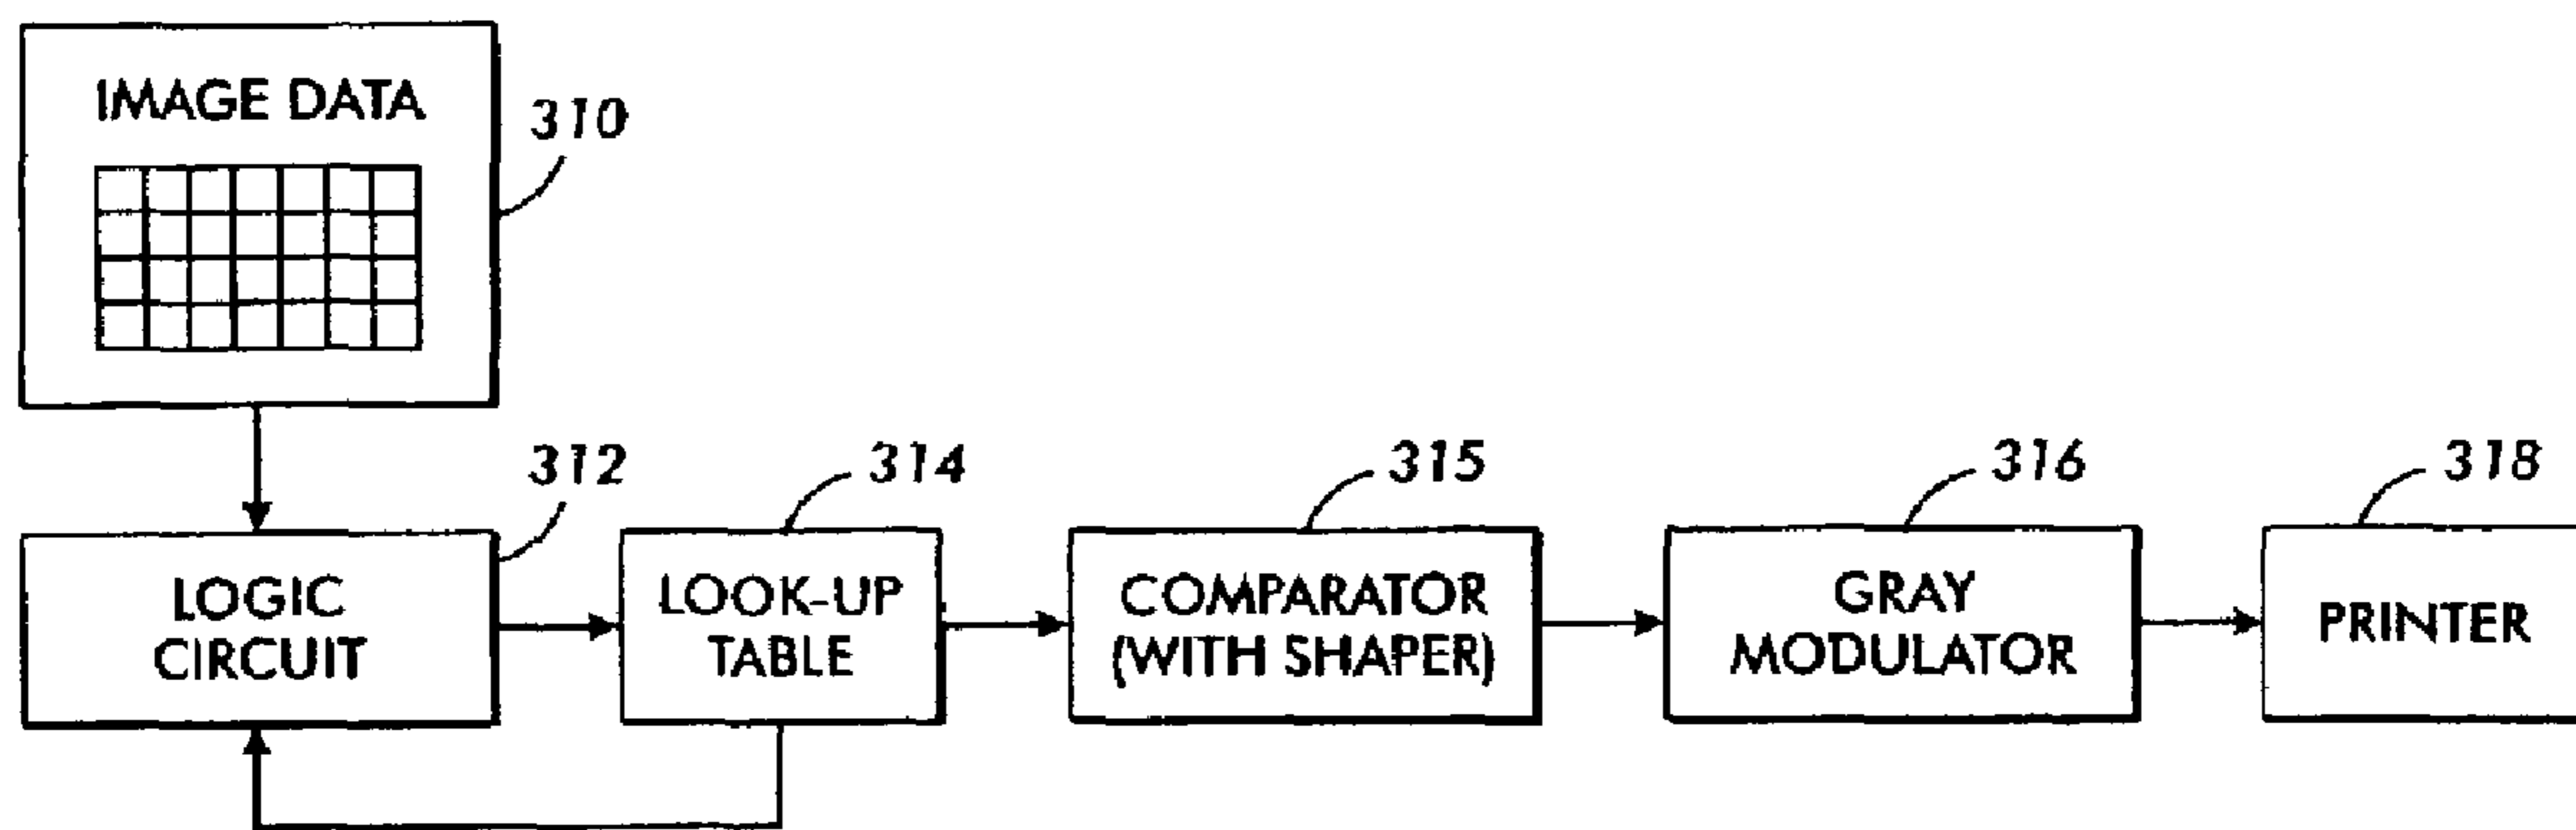 IMAGE DATA
310
LOGIC
CIRCUIT
312
LOOK-UP
TABLE
314
COMPARATOR
(WITH SHAPER)
315
GRAY
MODULATOR
316
PRINTER
318